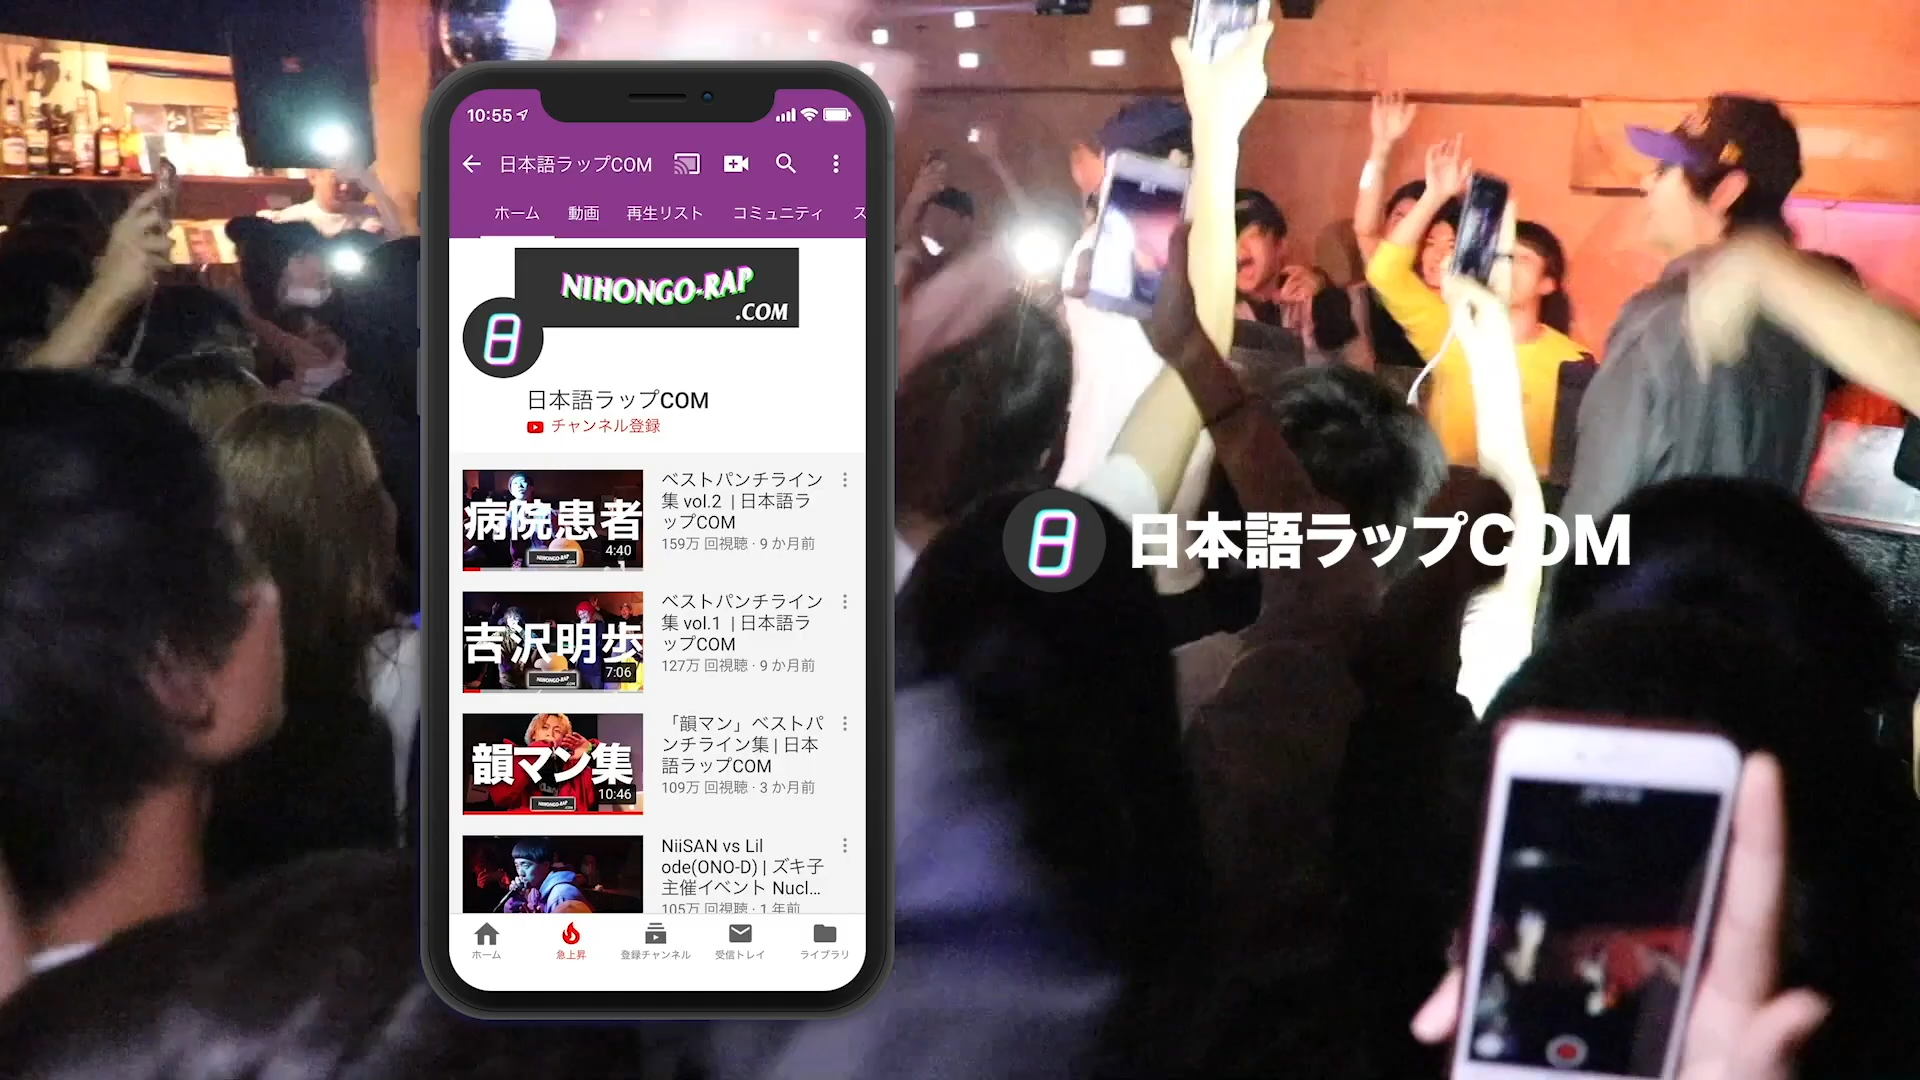 10:55
日本語ラップCOM
ホーム 動画 再生リスト コミュニティ ス
NIHONGO-RAP
.COM
日本語ラップCOM
チャンネル登録
病院患者
4:40
NIHONGO-RAP
.COM
ベストパンチライン
集 vol.2 | 日本語ラ
ップCOM
159万 回視聴・9 か月前
吉沢明歩
7:06
NIHONGO-RAP
.COM
ベストパンチライン
集 vol.1 | 日本語ラ
ップCOM
127万 回視聴・9 か月前
韻マン集
10:46
NIHONGO-RAP
.COM
「韻マン」ベストパ
ンチライン集 | 日本
語ラップCOM
109万 回視聴・3 か月前
NiiSAN vs Lil
ode(ONO-D) | ズキ子
主催イベント Nucl...
105万 回視聴・1 年前
ホーム 急上昇 登録チャンネル 受信トレイ ライブラリ
日本語ラップCOM